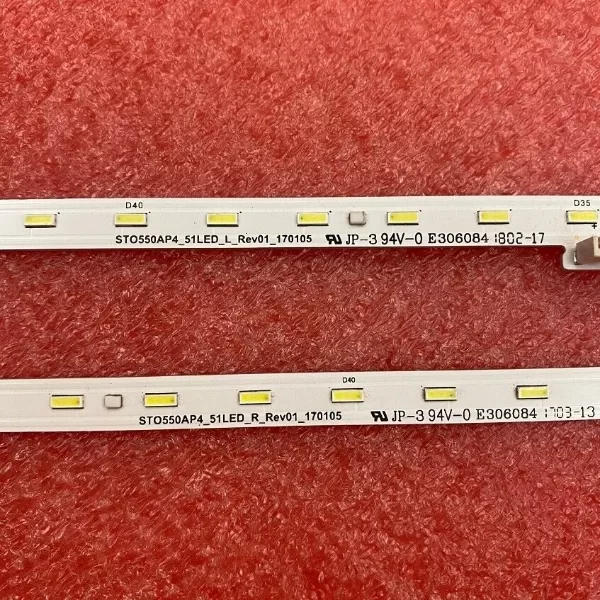 D40
D35
+
STO550AP4_51LED_L_Rev01_170105 JP-3 94V-0 E306084 1802-17
D40
STO550AP4_51LED_R_Rev01_170105 JP-3 94V-0 E306084 1703-13